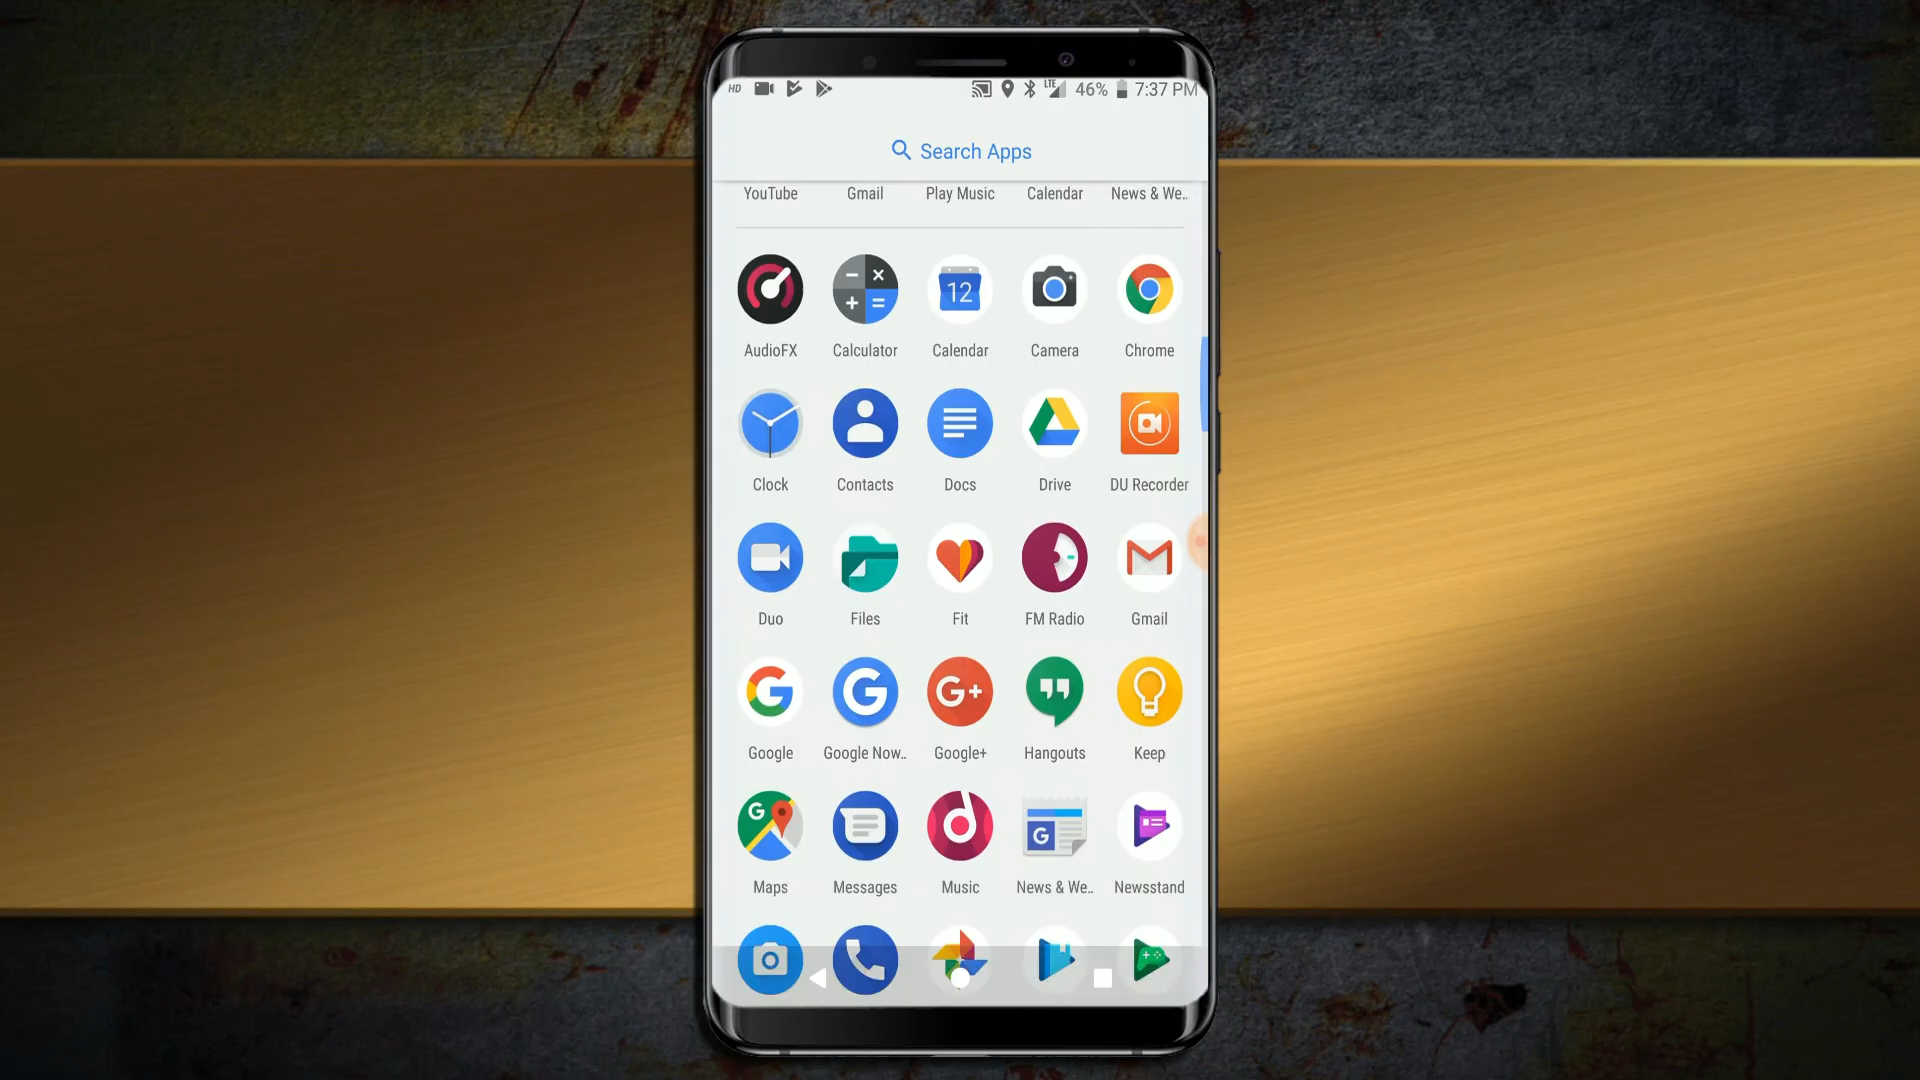 HD LTE 46% 7:37 PM
Search Apps
YouTube Gmail Play Music Calendar News & We..
12
AudioFX Calculator Calendar Camera Chrome
Clock Contacts Docs Drive DU Recorder
Duo Files Fit FM Radio Gmail
G G G+
Google Google Now.. Google+ Hangouts Keep
G G
Maps Messages Music News & We.. Newsstand